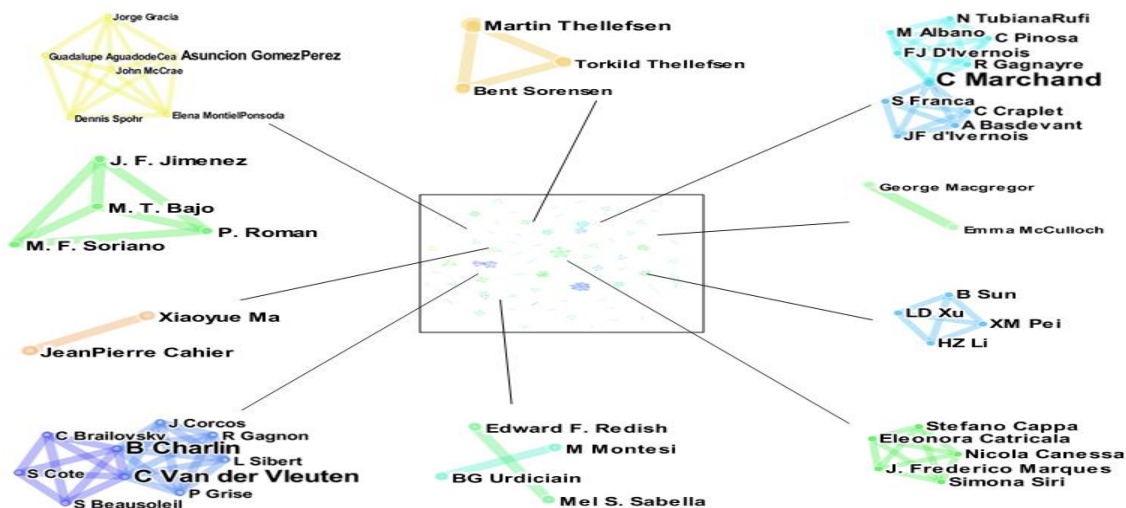 Jorge Gracia
Guadalupe AguadodeCea
Asuncion GomezPerez
John McCrae
Dennis Spohr
Elena MontielPonsoda
Martin Thellefsen
Torkild Thellefsen
Bent Sorensen
N TubianaRufi
M Albano
C Pinosa
FJ D'Ivernois
R Gagnayre
C Marchand
S Franca
C Craplet
A Basdevant
JF d'Ivernois
J. F. Jimenez
M. T. Bajo
P. Roman
M. F. Soriano
George Macgregor
Emma McCulloch
Xiaoyue Ma
JeanPierre Cahier
B Sun
LD Xu
XM Pei
HZ Li
J Corcos
C Brailovsky
R Gagnon
B Charlin
L Sibert
S Cote
C Van der Vleuten
P Grise
S Beausoleil
Edward F. Redish
M Montesi
BG Urdiciain
Mel S. Sabella
Stefano Cappa
Eleonora Catricala
Nicola Canessa
J. Frederico Marques
Simona Siri